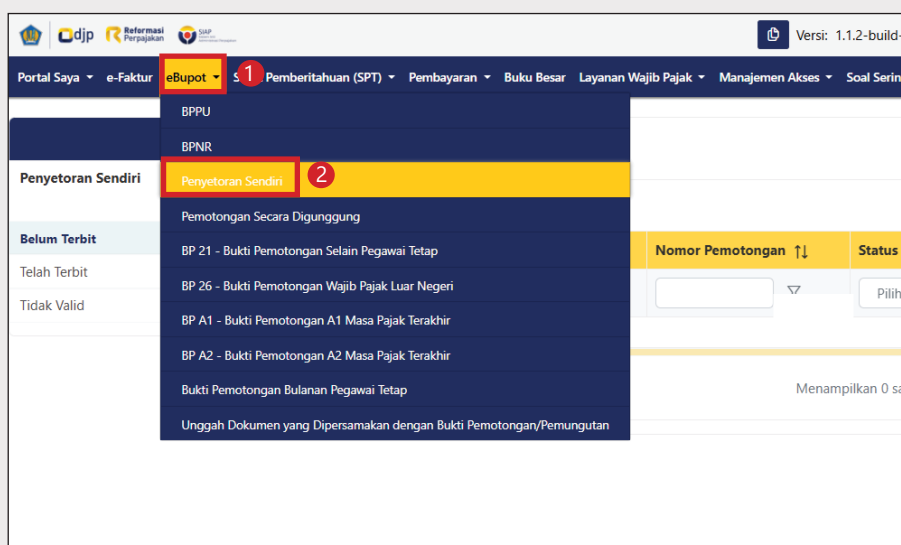 djp Reformasi Perpajakan SIAP Versi: 1.1.2-build-
Portal Saya e-Faktur eBupot 1 Pemberitahuan (SPT) Pembayaran Buku Besar Layanan Wajib Pajak Manajemen Akses Soal Serin
BPPU
BPNR
Penyetoran Sendiri
Penyetoran Sendiri 2
Pemotongan Secara Digunggung
Belum Terbit
BP 21 - Bukti Pemotongan Selain Pegawai Tetap
Nomor Pemotongan Status
Telah Terbit
BP 26 - Bukti Pemotongan Wajib Pajak Luar Negeri
Pilih
Tidak Valid
BP A1 - Bukti Pemotongan A1 Masa Pajak Terakhir
BP A2 - Bukti Pemotongan A2 Masa Pajak Terakhir
Bukti Pemotongan Bulanan Pegawai Tetap
Menampilkan 0 sa
Unggah Dokumen yang Dipersamakan dengan Bukti Pemotongan/Pemungutan